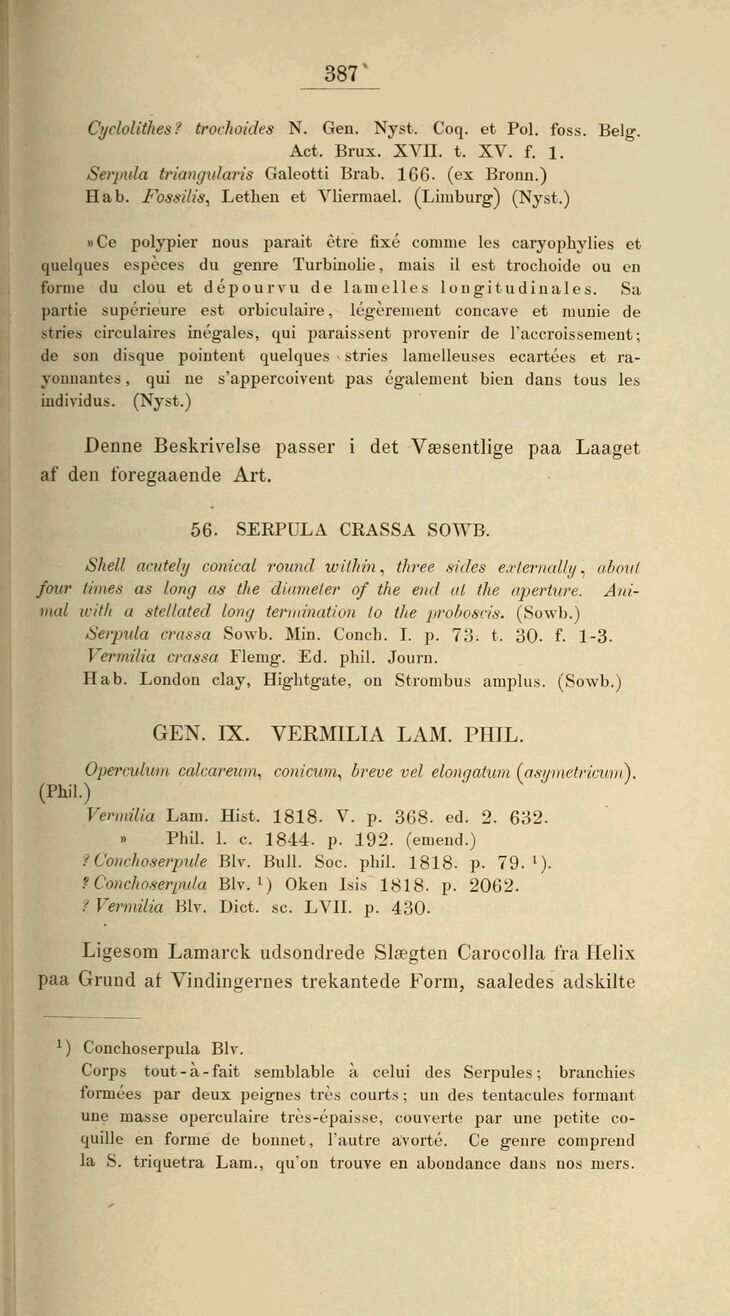 387
Cyclolithes? trochoides N. Gen. Nyst. Coq. et Pol. foss. Belg.
Act. Brux. XVII. t. XV. f. 1.
Serpula triangularis Galeotti Brab. 166. (ex Bronn.)
Hab. Fossilis, Lethen et Vliermael. (Limburg) (Nyst.)
»Ce polypier nous parait être fixé comme les caryophylies et
quelques espèces du genre Turbinolie, mais il est trochoide ou en
forme du clou et dépourvu de lamelles longitudinales. Sa
partie supérieure est orbiculaire, légèrement concave et munie de
stries circulaires inégales, qui paraissent provenir de l'accroissement;
de son disque pointent quelques stries lamelleuses ecartées et ra-
yonnantes, qui ne s'appercoivent pas également bien dans tous les
individus. (Nyst.)
Denne Beskrivelse passer i det Væsentlige paa Laaget
af den foregaaende Art.
56. SERPULA CRASSA SOWB.
Shell acutely conical round within, three sides externally, about
four times as long as the diameter of the end at the aperture. Ani-
mal with a stellated long termination to the proboscis. (Sowb.)
Serpula crassa Sowb. Min. Conch. I. p. 73. t. 30. f. 1-3.
Vermilia crassa Flemg. Ed. phil. Journ.
Hab. London clay, Hightgate, on Strombus amplus. (Sowb.)
GEN. IX. VERMILIA LAM. PHIL.
Operculum calcareum, conicum, breve vel elongatum (asymetricum).
(Phil.)
Vermilia Lam. Hist. 1818. V. p. 368. ed. 2. 632.
» Phil. l. c. 1844. p. 192. (emend.)
? Conchoserpule Blv. Bull. Soc. phil. 1818. p. 79. ¹).
? Conchoserpula Blv. ¹) Oken Isis 1818. p. 2062.
? Vermilia Blv. Dict. sc. LVII. p. 430.
Ligesom Lamarck udsondrede Slægten Carocolla fra Helix
paa Grund af Vindingernes trekantede Form, saaledes adskilte
¹) Conchoserpula Blv.
Corps tout-à-fait semblable à celui des Serpules; branchies
formées par deux peignes très courts; un des tentacules formant
une masse operculaire très-épaisse, couverte par une petite co-
quille en forme de bonnet, l'autre avorté. Ce genre comprend
la S. triquetra Lam., qu'on trouve en abondance dans nos mers.